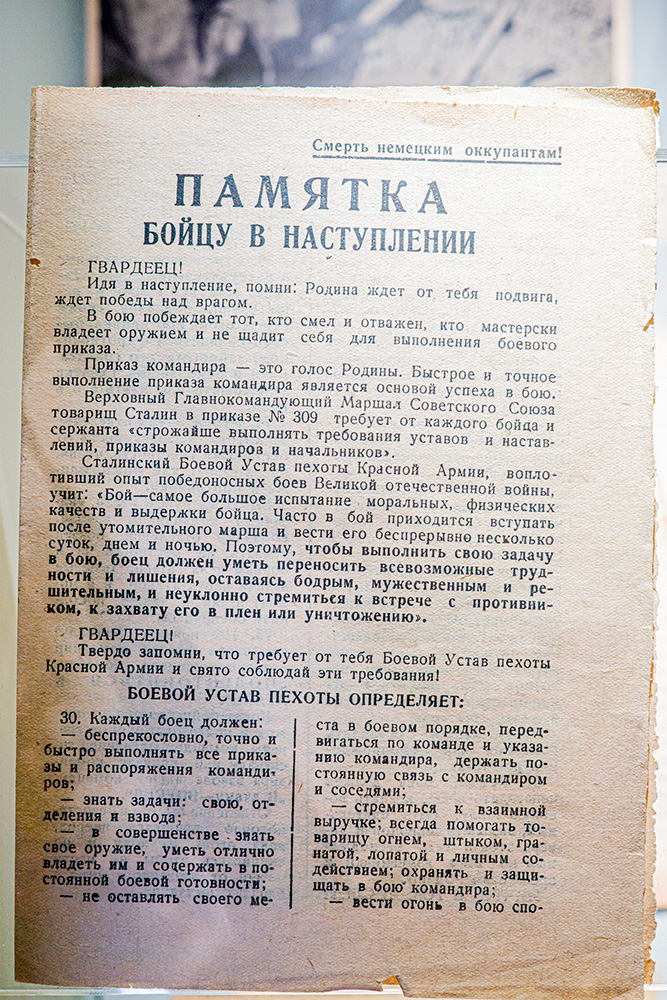 Смерть немецким оккупантам!
ПАМЯТКА
БОЙЦУ В НАСТУПЛЕНИИ
ГВАРДЕЕЦ!
Идя в наступление, помни: Родина ждет от тебя подвига,
ждет победы над врагом.
В бою побеждает тот, кто смел и отважен, кто мастерски
владеет оружием и не щадит себя для выполнения боевого
приказа.
Приказ командира — это голос Родины. Быстрое и точное
выполнение приказа командира является основой успеха в бою.
Верховный Главнокомандующий Маршал Советского Союза
товарищ Сталин в приказе № 309 требует от каждого бойца и
сержанта «строжайше выполнять требования уставов и настав-
лений, приказы командиров и начальников».
Сталинский Боевой Устав пехоты Красной Армии, вопло-
тивший опыт победоносных боев Великой отечественной войны,
учит: «Бой—самое большое испытание моральных, физических
качеств и выдержки бойца. Часто в бой приходится вступать
после утомительного марша и вести его беспрерывно несколько
суток, днем и ночью. Поэтому, чтобы выполнить свою задачу
в бою, боец должен уметь переносить всевозможные труд-
ности и лишения, оставаясь бодрым, мужественным и ре-
шительным, и неуклонно стремиться к встрече с противни-
ком, к захвату его в плен или уничтожению».
ГВАРДЕЕЦ!
Твердо запомни, что требует от тебя Боевой Устав пехоты
Красной Армии и свято соблюдай эти требования!
БОЕВОЙ УСТАВ ПЕХОТЫ ОПРЕДЕЛЯЕТ:
30. Каждый боец должен:
— беспрекословно, точно и
быстро выполнять все прика-
зы и распоряжения команди-
ров;
— знать задачи: свою, от-
деления и взвода;
— в совершенстве знать
свое оружие, уметь отлично
владеть им и содержать в по-
стоянной боевой готовности;
— не оставлять своего ме-
ста в боевом порядке, перед-
вигаться по команде и указа-
нию командира, держать по-
стоянную связь с командиром
и соседями;
— стремиться к взаимной
выручке; всегда помогать то-
варищу огнем, штыком, гра-
натой, лопатой и личным со-
действием; охранять и защи-
щать в бою командира;
— вести огонь в бою спо-